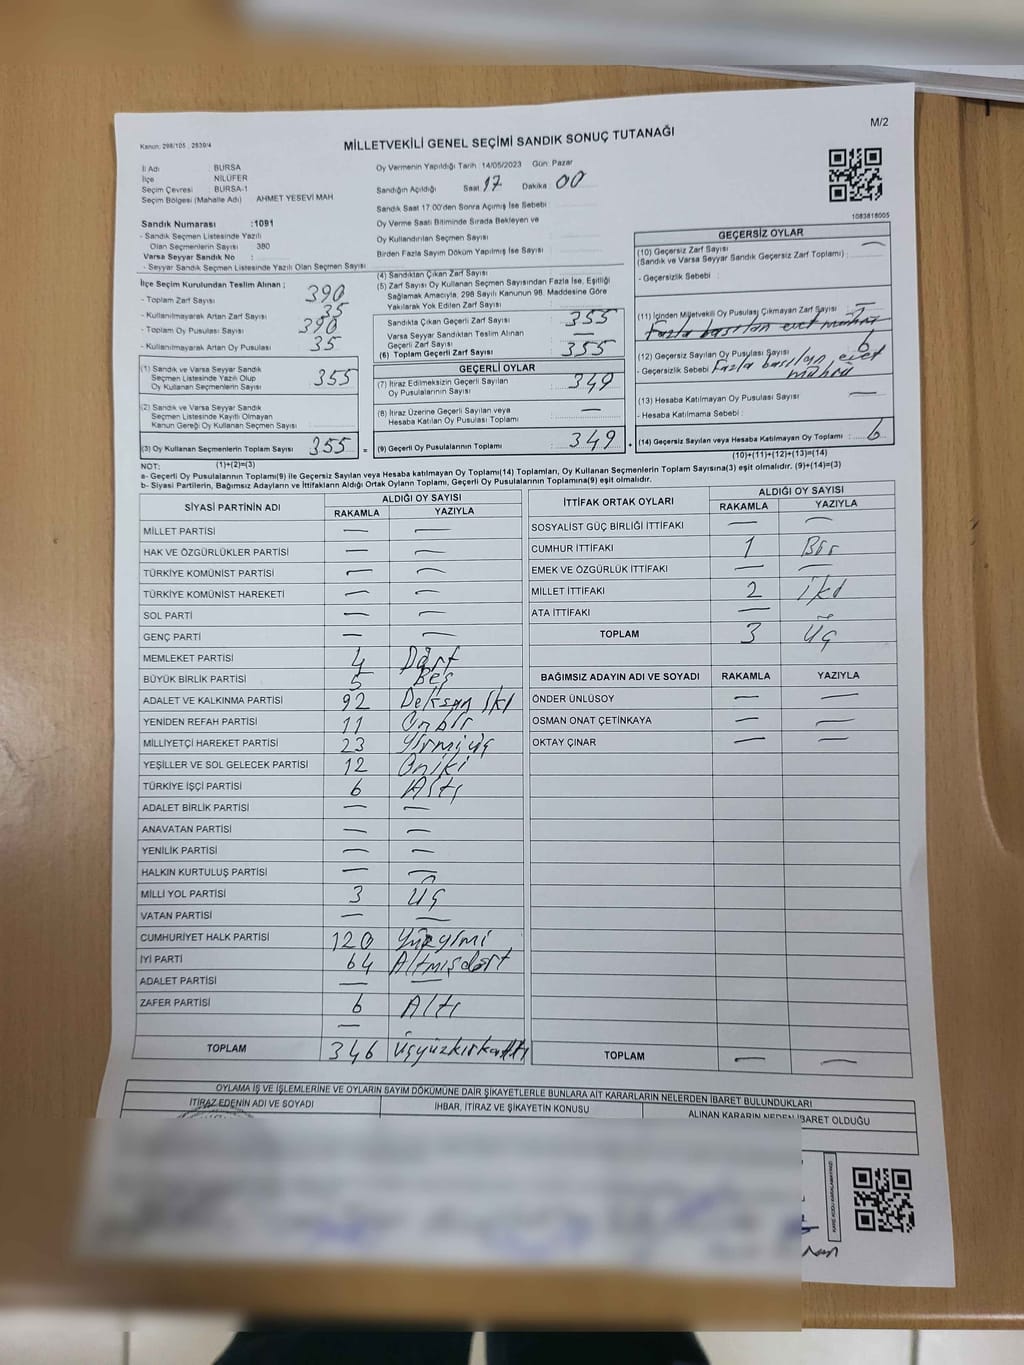 M/2
Kanun: 298/105 , 2839/4
MİLLETVEKİLİ GENEL SEÇİMİ SANDIK SONUÇ TUTANAĞI
İl Adı : BURSA
İlçe : NİLÜFER
Seçim Çevresi : BURSA-1
Seçim Bölgesi (Mahalle Adı) AHMET YESEVİ MAH
Sandık Numarası :1091
- Sandık Seçmen Listesinde Yazılı
Olan Seçmenlerin Sayısı 380
Varsa Seyyar Sandık No :
- Seyyar Sandık Seçmen Listesinde Yazılı Olan Seçmen Sayısı
Oy Vermenin Yapıldığı Tarih : 14/05/2023 Gün: Pazar
Sandığın Açıldığı Saat 17 Dakika 00
Sandık Saat 17:00'den Sonra Açılmış İse Sebebi :
Oy Verme Saati Bitiminde Sırada Bekleyen ve
Oy Kullandırılan Seçmen Sayısı :
Birden Fazla Sayım Döküm Yapılmış İse Sayısı :
1083818005
İlçe Seçim Kurulundan Teslim Alınan ;
- Toplam Zarf Sayısı 390
- Kullanılmayarak Artan Zarf Sayısı 35
- Toplam Oy Pusulası Sayısı 390
- Kullanılmayarak Artan Oy Pusulası 35
(1) Sandık ve Varsa Seyyar Sandık
Seçmen Listesinde Yazılı Olup
Oy Kullanan Seçmenlerin Sayısı 355
(2) Sandık ve Varsa Seyyar Sandık
Seçmen Listesinde Kayıtlı Olmayan
Kanun Gereği Oy Kullanan Seçmen Sayısı :
(3) Oy Kullanan Seçmenlerin Toplam Sayısı 355 =
(4) Sandıktan Çıkan Zarf Sayısı
(5) Zarf Sayısı Oy Kullanan Seçmen Sayısından Fazla İse, Eşitliği
Sağlamak Amacıyla, 298 Sayılı Kanunun 98. Maddesine Göre
Yakılarak Yok Edilen Zarf Sayısı :
Sandıkta Çıkan Geçerli Zarf Sayısı 355
Varsa Seyyar Sandıktan Teslim Alınan
Geçerli Zarf Sayısı —
(6) Toplam Geçerli Zarf Sayısı 355
GEÇERLİ OYLAR
(7) İtiraz Edilmeksizin Geçerli Sayılan
Oy Pusulalarının Sayısı 349
(8) İtiraz Üzerine Geçerli Sayılan veya
Hesaba Katılan Oy Pusulası Toplamı —
(9) Geçerli Oy Pusulalarının Toplamı 349 +
GEÇERSİZ OYLAR
(10) Geçersiz Zarf Sayısı
(Sandık ve Varsa Seyyar Sandık Geçersiz Zarf Toplamı) : —
- Geçersizlik Sebebi :
(11) İçinden Milletvekili Oy Pusulası Çıkmayan Zarf Sayısı
Fazla basılan evet mührü
(12) Geçersiz Sayılan Oy Pusulası Sayısı 6
- Geçersizlik Sebebi Fazla basılan evet
mührü
(13) Hesaba Katılmayan Oy Pusulası Sayısı —
- Hesaba Katılmama Sebebi :
(14) Geçersiz Sayılan veya Hesaba Katılmayan Oy Toplamı : 6
(1)+(2)=(3)
(10)+(11)+(12)+(13)=(14)
NOT:
a- Geçerli Oy Pusulalarının Toplamı(9) ile Geçersiz Sayılan veya Hesaba katılmayan Oy Toplamı(14) Toplamları, Oy Kullanan Seçmenlerin Toplam Sayısına(3) eşit olmalıdır. (9)+(14)=(3)
b- Siyasi Partilerin, Bağımsız Adayların ve İttifakların Aldığı Ortak Oyların Toplamı, Geçerli Oy Pusulalarının Toplamına(9) eşit olmalıdır.
SİYASİ PARTİNİN ADI ALDIĞI OY SAYISI
RAKAMLA YAZIYLA
MİLLET PARTİSİ — —
HAK VE ÖZGÜRLÜKLER PARTİSİ — —
TÜRKİYE KOMÜNİST PARTİSİ — —
TÜRKİYE KOMÜNİST HAREKETİ — —
SOL PARTİ — —
GENÇ PARTİ — —
MEMLEKET PARTİSİ 4 Dört
BÜYÜK BİRLİK PARTİSİ 5 Beş
ADALET VE KALKINMA PARTİSİ 92 Doksan iki
YENİDEN REFAH PARTİSİ 11 Onbir
MİLLİYETÇİ HAREKET PARTİSİ 23 Yirmiüç
YEŞİLLER VE SOL GELECEK PARTİSİ 12 Oniki
TÜRKİYE İŞÇİ PARTİSİ 6 Altı
ADALET BİRLİK PARTİSİ — —
ANAVATAN PARTİSİ — —
YENİLİK PARTİSİ — —
HALKIN KURTULUŞ PARTİSİ — —
MİLLİ YOL PARTİSİ 3 Üç
VATAN PARTİSİ — —
CUMHURİYET HALK PARTİSİ 120 Yüzyirmi
İYİ PARTİ 64 Altmışdört
ADALET PARTİSİ — —
ZAFER PARTİSİ 6 Altı
—
TOPLAM 346 Üçyüzkırkaltı
İTTİFAK ORTAK OYLARI ALDIĞI OY SAYISI
RAKAMLA YAZIYLA
SOSYALİST GÜÇ BİRLİĞİ İTTİFAKI — —
CUMHUR İTTİFAKI 1 Bir
EMEK VE ÖZGÜRLÜK İTTİFAKI — —
MİLLET İTTİFAKI 2 iki
ATA İTTİFAKI — —
TOPLAM 3 Üç
BAĞIMSIZ ADAYIN ADI VE SOYADI RAKAMLA YAZIYLA
ÖNDER ÜNLÜSOY — —
OSMAN ONAT ÇETİNKAYA — —
OKTAY ÇINAR — —
TOPLAM — —
OYLAMA İŞ VE İŞLEMLERİNE VE OYLARIN SAYIM DÖKÜMÜNE DAİR ŞİKAYETLERLE BUNLARA AİT KARARLARIN NELERDEN İBARET BULUNDUKLARI
İTİRAZ EDENİN ADI VE SOYADI İHBAR, İTİRAZ VE ŞİKAYETİN KONUSU ALINAN KARARIN NEDEN İBARET OLDUĞU